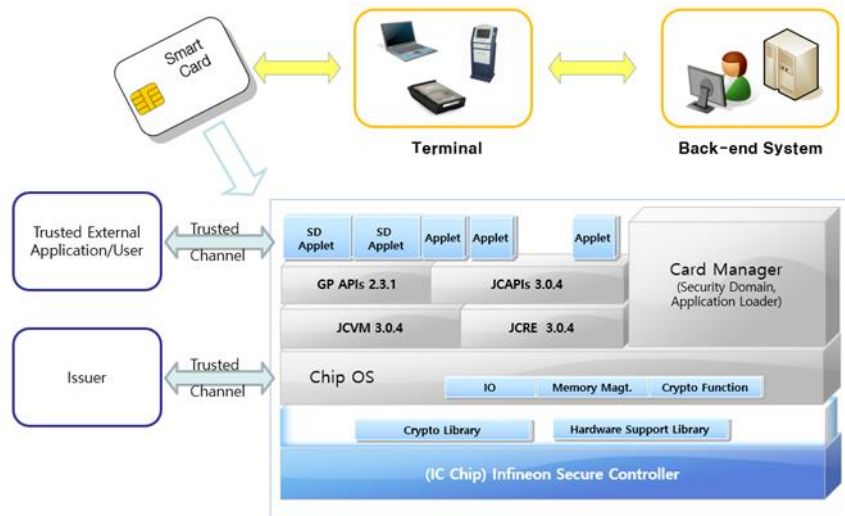 Smart
Card
Terminal
Back-end System
Trusted External
Application/User
Trusted
Channel
SD
Applet
SD
Applet
Applet
Applet
Applet
GP APIs 2.3.1
JCAPIs 3.0.4
Card Manager
(Security Domain,
Application Loader)
JCVM 3.0.4
JCRE 3.0.4
Issuer
Trusted
Channel
Chip OS
IO
Memory Magt.
Crypto Function
Crypto Library
Hardware Support Library
(IC Chip) Infineon Secure Controller